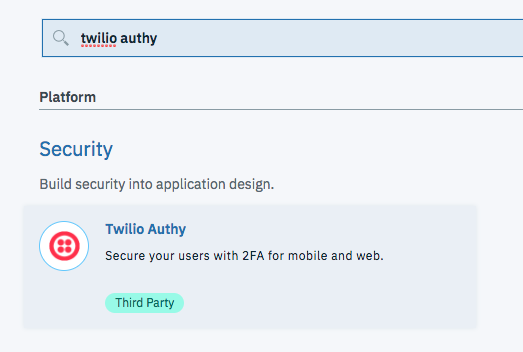 twilio authy
Platform
Security
Build security into application design.
Twilio Authy
Secure your users with 2FA for mobile and web.
Third Party